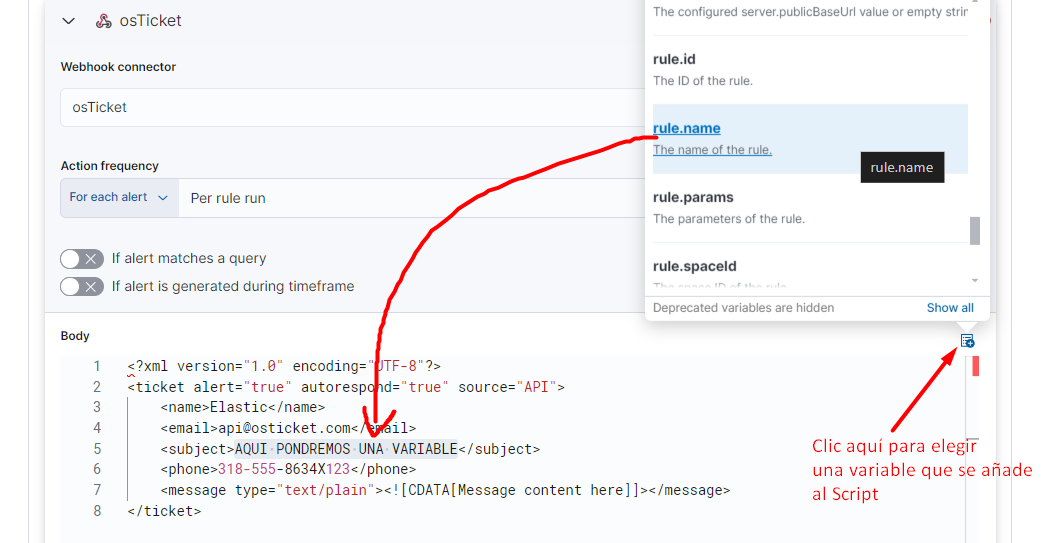 osTicket
The configured server.publicBaseUrl value or empty strin
rule.id
The ID of the rule.
rule.name
The name of the rule.
rule.name
rule.params
The parameters of the rule.
rule.spaceId
The space ID of the rule.
Deprecated variables are hidden
Show all
Webhook connector
osTicket
Action frequency
For each alert
Per rule run
If alert matches a query
If alert is generated during timeframe
Body
1 <?xml version="1.0" encoding="UTF-8"?>
2 <ticket alert="true" autorespond="true" source="API">
3 <name>Elastic</name>
4 <email>api@osticket.com</email>
5 <subject>AQUI·PONDREMOS·UNA·VARIABLE</subject>
6 <phone>318-555-8634X123</phone>
7 <message type="text/plain"><![CDATA[Message content here]]></message>
8 </ticket>
Clic aquí para elegir
una variable que se añade
al Script